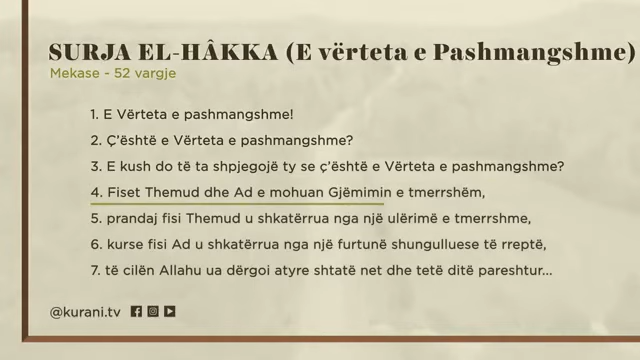 SURJA EL-HÂKKA (E vërteta e Pashmangshme)
Mekase - 52 vargje
1. E Vërteta e pashmangshme!
2. Ç'është e Vërteta e pashmangshme?
3. E kush do të ta shpjegojë ty se ç'është e Vërteta e pashmangshme?
4. Fiset Themud dhe Ad e mohuan Gjëmimin e tmerrshëm,
5. prandaj fisi Themud u shkatërrua nga një ulërimë e tmerrshme,
6. kurse fisi Ad u shkatërrua nga një furtunë shungulluese të rreptë,
7. të cilën Allahu ua dërgoi atyre shtatë net dhe tetë ditë pareshtur...
@kurani.tv